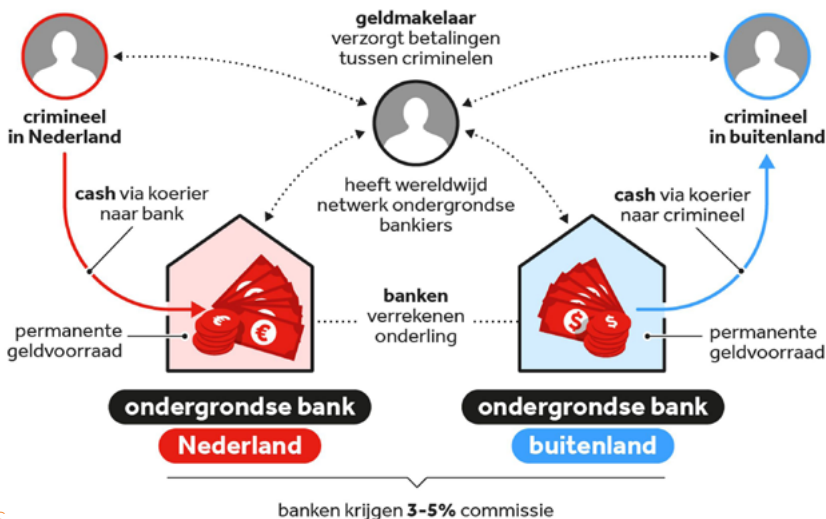 geldmakelaar
verzorgt betalingen
tussen criminelen
crimineel
in Nederland
crimineel
in buitenland
heeft wereldwijd
netwerk ondergrondse
bankiers
cash via koerier
naar bank
cash via koerier
naar crimineel
permanente
geldvoorraad
€
€
banken
verrekenen
onderling
$
$
permanente
geldvoorraad
ondergrondse bank
Nederland
ondergrondse bank
buitenland
banken krijgen 3-5% commissie